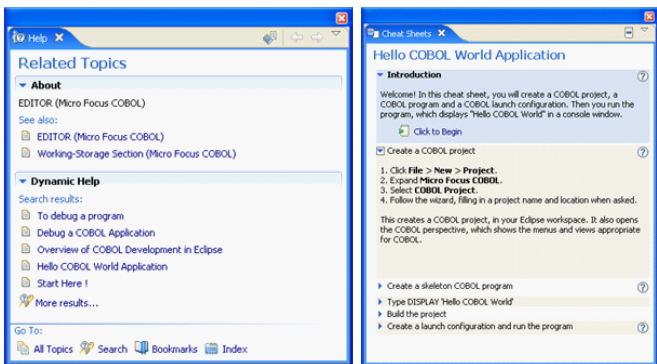 Help
Related Topics
About
EDITOR (Micro Focus COBOL)
See also:
EDITOR (Micro Focus COBOL)
Working-Storage Section (Micro Focus COBOL)
Dynamic Help
Search results:
To debug a program
Debug a COBOL Application
Overview of COBOL Development in Eclipse
Hello COBOL World Application
Start Here !
More results...
Go To:
All Topics Search Bookmarks Index
Cheat Sheets
Hello COBOL World Application
Introduction
Welcome! In this cheat sheet, you will create a COBOL project, a
COBOL program and a COBOL launch configuration. Then you run the
program, which displays "Hello COBOL World" in a console window.
Click to Begin
Create a COBOL project
1. Click File > New > Project.
2. Expand Micro Focus COBOL.
3. Select COBOL Project.
4. Follow the wizard, filling in a project name and location when asked.
This creates a COBOL project, in your Eclipse workspace. It also opens
the COBOL perspective, which shows the menus and views appropriate
for COBOL.
Create a skeleton COBOL program
Type DISPLAY 'Hello COBOL World'
Build the project
Create a launch configuration and run the program